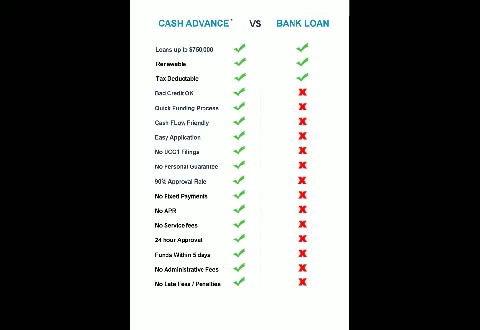 CASH ADVANCE* VS BANK LOAN
Loans up to $750,000
Renewable
Tax Deductable
Bad Credit OK
Quick Funding Process
Cash FLow Friendly
Easy Application
No UCC1 Filings
No Personal Guarantee
90% Approval Rate
No Fixed Payments
No APR
No Service fees
24 hour Approval
Funds Within 5 days
No Administrative Fees
No Late Fees / Penalties